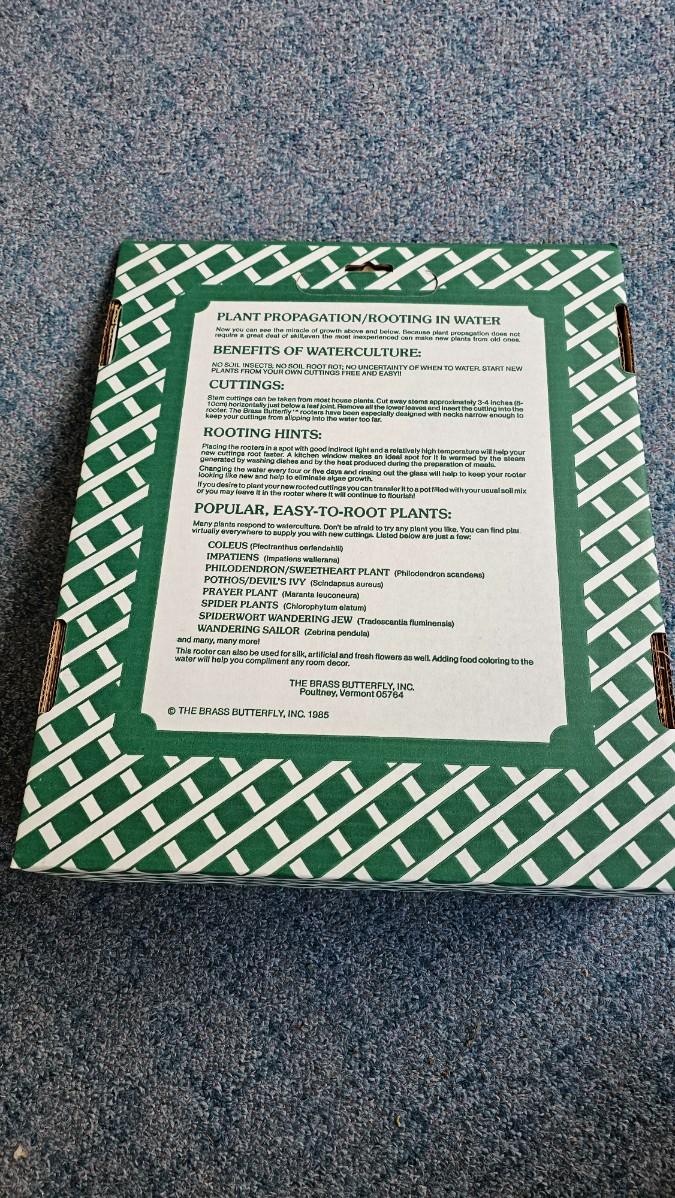 PLANT PROPAGATION/ROOTING IN WATER
Now you can see the miracle of growth above and below. Because plant propagation does not
require a great deal of skill,even the most inexperienced can make new plants from old ones.
BENEFITS OF WATERCULTURE:
NO SOIL INSECTS; NO SOIL ROOT ROT; NO UNCERTAINTY OF WHEN TO WATER. START NEW
PLANTS FROM YOUR OWN CUTTINGS FREE AND EASY!!
CUTTINGS:
Stem cuttings can be taken from most house plants. Cut away stems approximately 3-4 inches (8-
10cm) horizontally just below a leaf joint. Remove all the lower leaves and insert the cutting into the
rooter. The Brass Butterfly™ rooters have been especially designed with necks narrow enough to
keep your cuttings from slipping into the water too far.
ROOTING HINTS:
Placing the rooters in a spot with good indirect light and a relatively high temperature will help your
new cuttings root faster. A kitchen window makes an ideal spot for it is warmed by the steam
generated by washing dishes and by the heat produced during the preparation of meals.
Changing the water every four or five days and rinsing out the glass will help to keep your rooter
looking like new and help to eliminate algae growth.
If you desire to plant your new rooted cuttings you can transfer it to a pot filled with your usual soil mix
or you may leave it in the rooter where it will continue to flourish!
POPULAR, EASY-TO-ROOT PLANTS:
Many plants respond to waterculture. Don't be afraid to try any plant you like. You can find
virtually everywhere to supply you with new cuttings. Listed below are just a few:
COLEUS (Plectranthus oerlendahlii)
IMPATIENS (Impatiens wallerana)
PHILODENDRON/SWEETHEART PLANT (Philodendron scandens)
POTHOS/DEVIL'S IVY (Scindapsus aureus)
PRAYER PLANT (Maranta leuconeura)
SPIDER PLANTS (Chlorophytum elatum)
SPIDERWORT WANDERING JEW (Tradescantia fluminensis)
WANDERING SAILOR (Zebrina pendula)
and many, many more!
This rooter can also be used for silk, artificial and fresh flowers as well. Adding food coloring to the
water will help you compliment any room decor.
THE BRASS BUTTERFLY, INC.
Poultney, Vermont 05764
© THE BRASS BUTTERFLY, INC. 1985